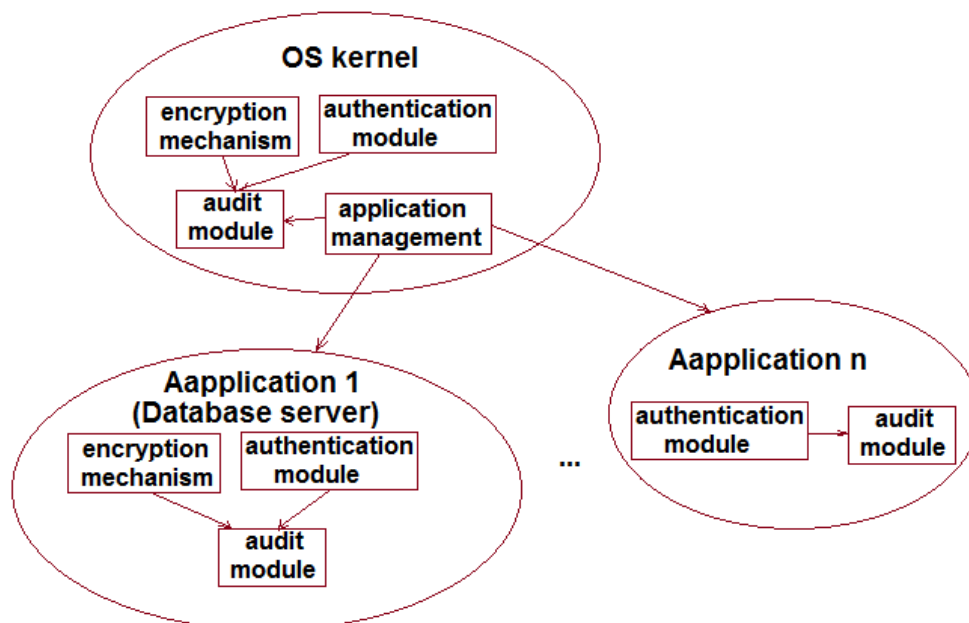 OS kernel
encryption
mechanism
authentication
module
audit
module
application
management
Aapplication 1
(Database server)
encryption
mechanism
authentication
module
audit
module
...
Aapplication n
authentication
module
audit
module